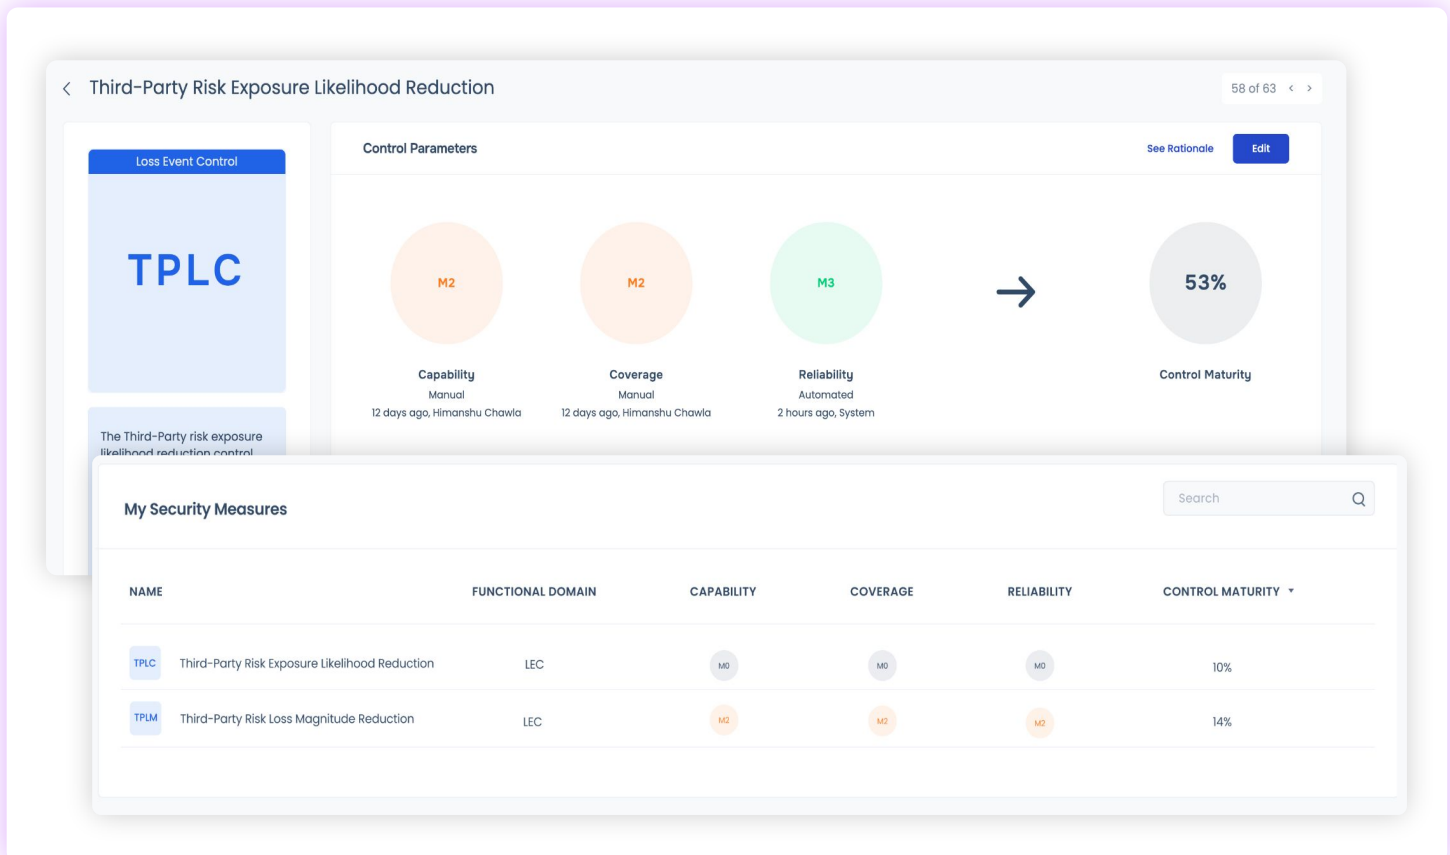 Third-Party Risk Exposure Likelihood Reduction
58 of 63
Loss Event Control
TPLC
The Third-Party risk exposure
likelihood reduction control
Control Parameters
See Rationale
Edit
M2
M2
M3
53%
Capability
Manual
12 days ago, Himanshu Chawla
Coverage
Manual
12 days ago, Himanshu Chawla
Reliability
Automated
2 hours ago, System
Control Maturity
My Security Measures
Search
NAME FUNCTIONAL DOMAIN CAPABILITY COVERAGE RELIABILITY CONTROL MATURITY
TPLC Third-Party Risk Exposure Likelihood Reduction LEC M0 M0 M0 10%
TPLM Third-Party Risk Loss Magnitude Reduction LEC M2 M2 M2 14%